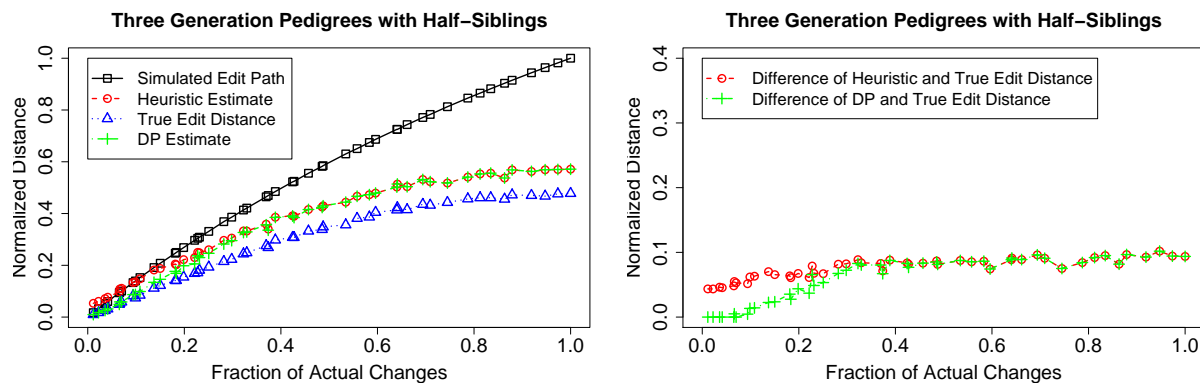 Three Generation Pedigrees with Half−Siblings
Normalized Distance
1.0
0.8
0.6
0.4
0.2
0.0
Simulated Edit Path
Heuristic Estimate
True Edit Distance
DP Estimate
0.0 0.2 0.4 0.6 0.8 1.0
Fraction of Actual Changes
Three Generation Pedigrees with Half−Siblings
Normalized Distance
0.4
0.3
0.2
0.1
0.0
Difference of Heuristic and True Edit Distance
Difference of DP and True Edit Distance
0.0 0.2 0.4 0.6 0.8 1.0
Fraction of Actual Changes